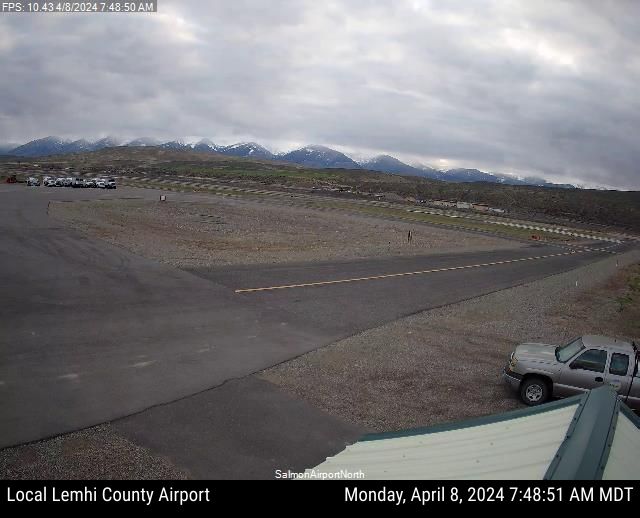 FPS: 10.43 4/8/2024 7:48:50 AM
SalmonAirportNorth
Local Lemhi County Airport
Monday, April 8, 2024 7:48:51 AM MDT